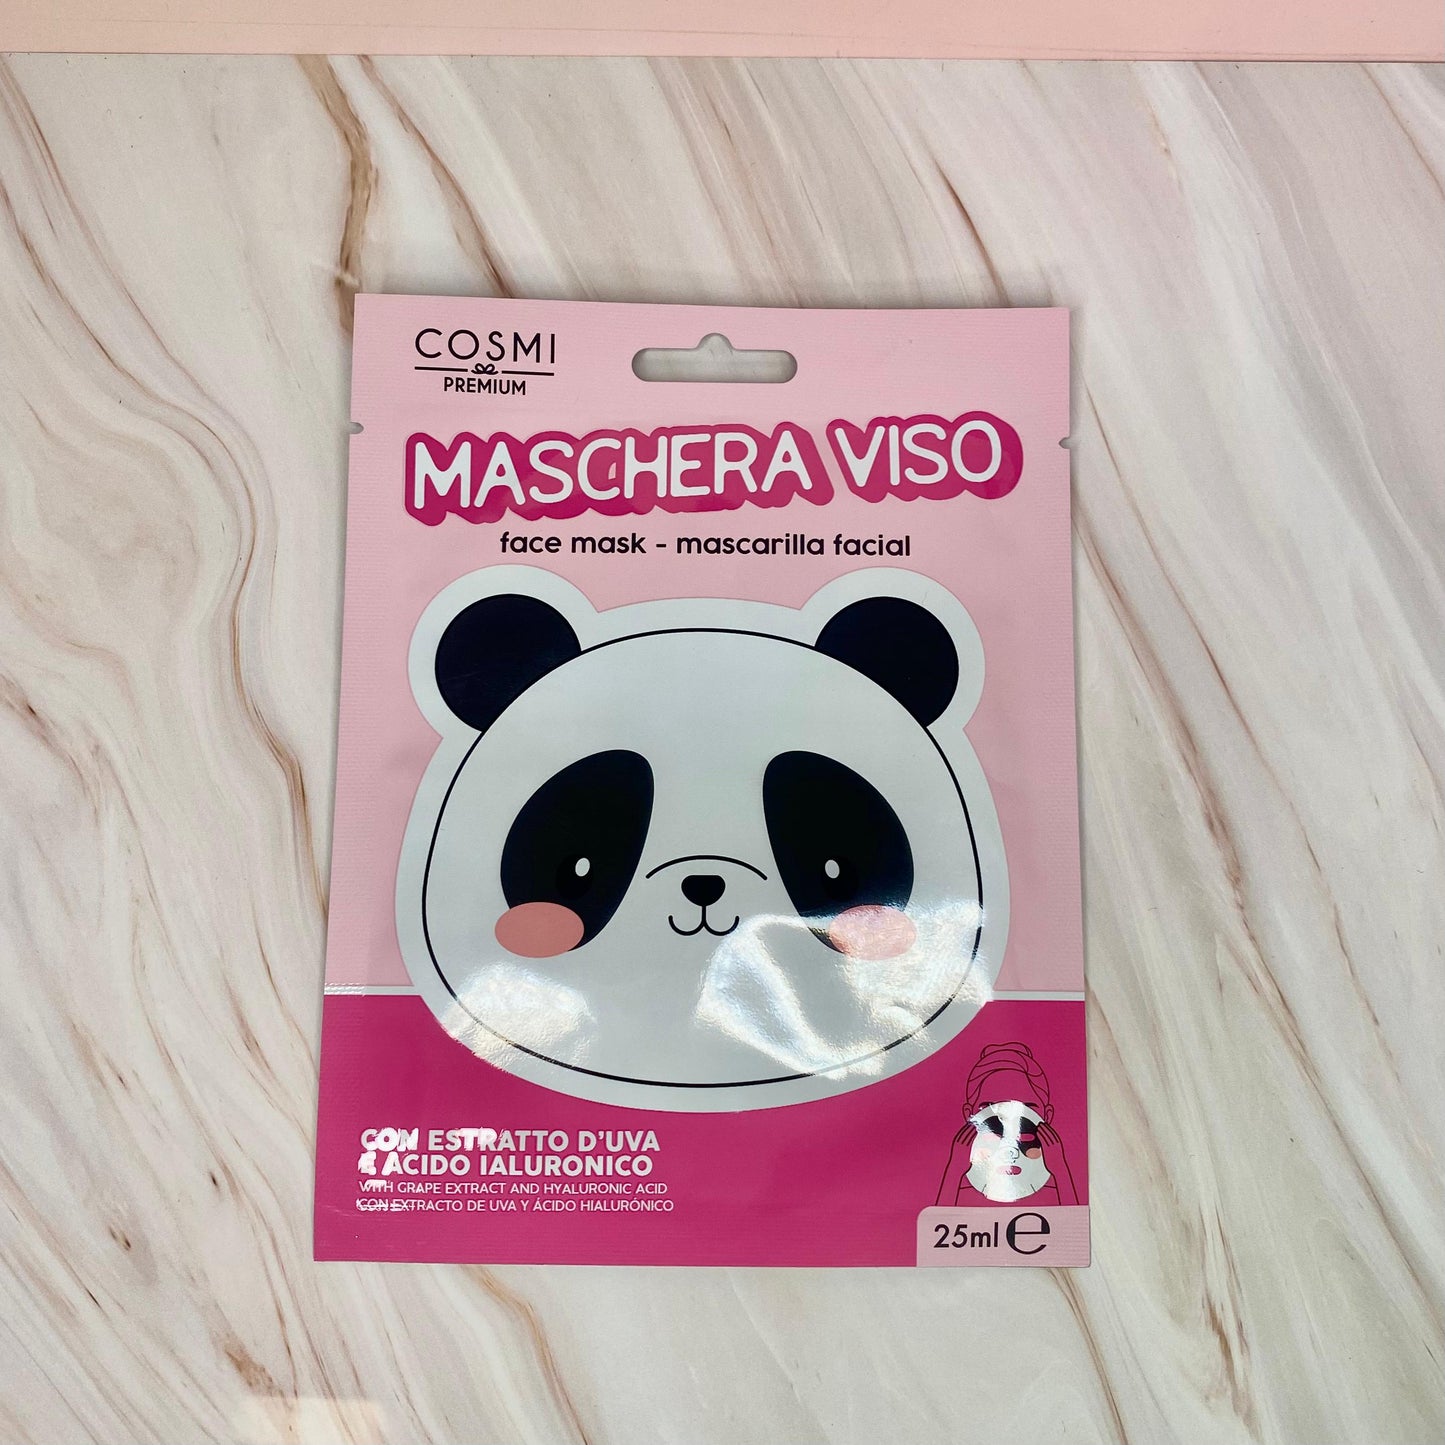 COSMI
PREMIUM
MASCHERA VISO
face mask - mascarilla facial
CON ESTRATTO D'UVA
E ACIDO IALURONICO
WITH GRAPE EXTRACT AND HYALURONIC ACID
CON EXTRACTO DE UVA Y ÁCIDO HIALURÓNICO
25ml ℮